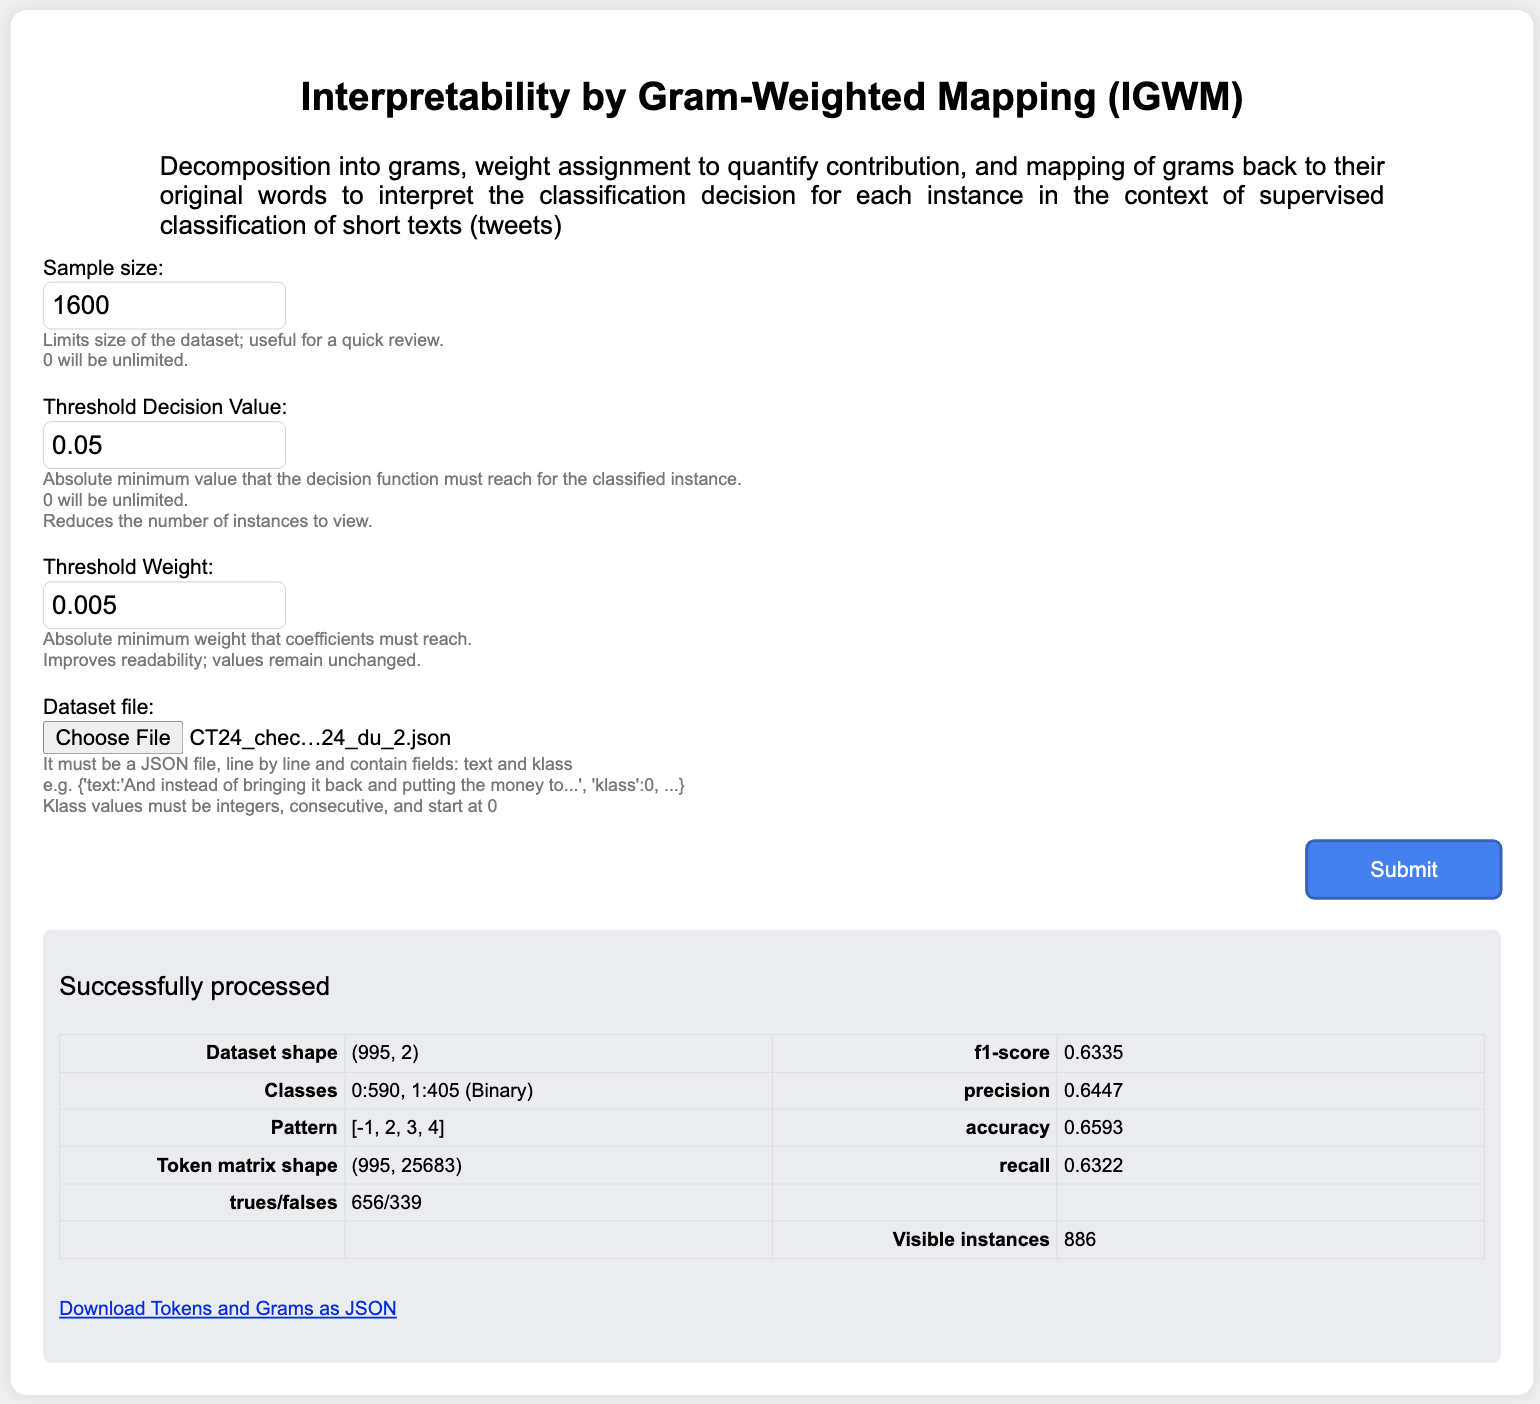 Interpretability by Gram-Weighted Mapping (IGWM)
Decomposition into grams, weight assignment to quantify contribution, and mapping of grams back to their
original words to interpret the classification decision for each instance in the context of supervised
classification of short texts (tweets)
Sample size:
1600
Limits size of the dataset; useful for a quick review.
0 will be unlimited.
Threshold Decision Value:
0.05
Absolute minimum value that the decision function must reach for the classified instance.
0 will be unlimited.
Reduces the number of instances to view.
Threshold Weight:
0.005
Absolute minimum weight that coefficients must reach.
Improves readability; values remain unchanged.
Dataset file:
Choose File CT24_chec…24_du_2.json
It must be a JSON file, line by line and contain fields: text and klass
e.g. {'text:'And instead of bringing it back and putting the money to...', 'klass':0, ...}
Klass values must be integers, consecutive, and start at 0
Submit
Successfully processed
Dataset shape (995, 2) f1-score 0.6335
Classes 0:590, 1:405 (Binary) precision 0.6447
Pattern [-1, 2, 3, 4] accuracy 0.6593
Token matrix shape (995, 25683) recall 0.6322
trues/falses 656/339
Visible instances 886
Download Tokens and Grams as JSON